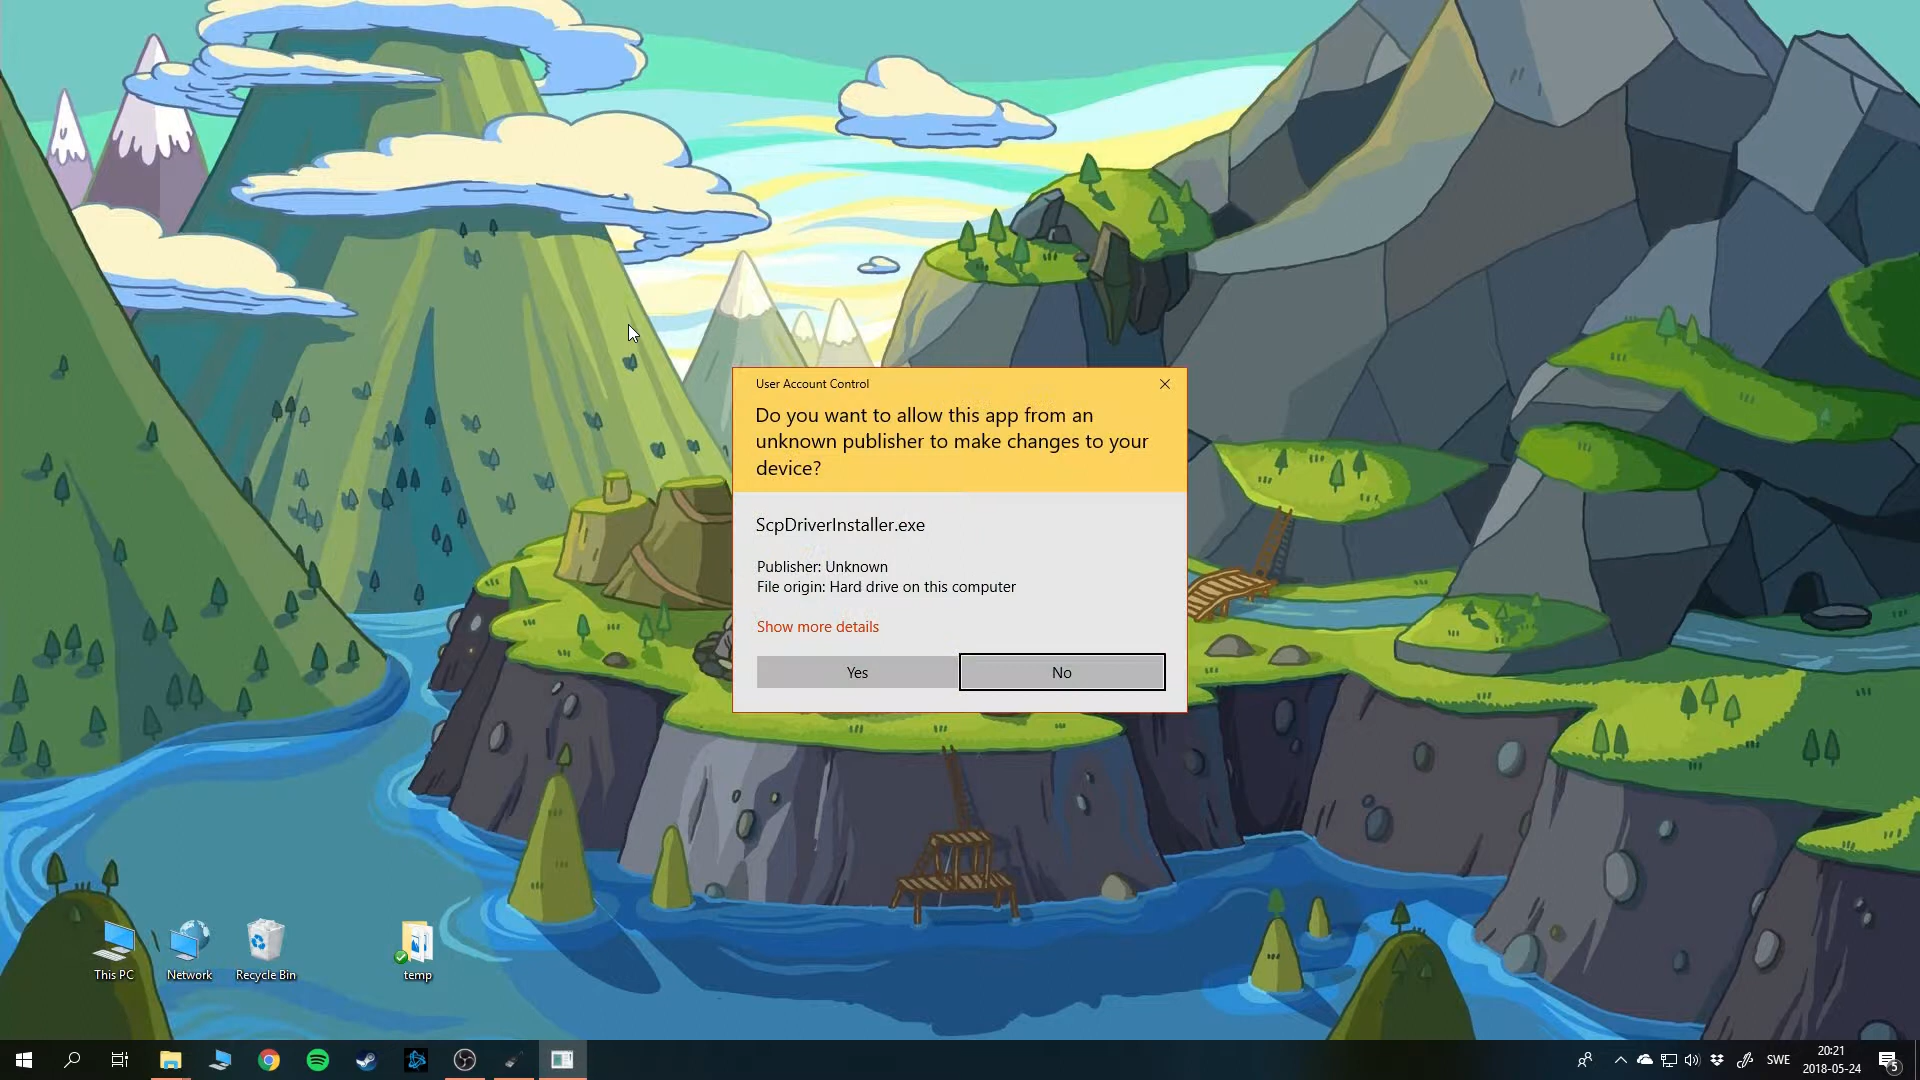 User Account Control
Do you want to allow this app from an
unknown publisher to make changes to your
device?
ScpDriverInstaller.exe
Publisher: Unknown
File origin: Hard drive on this computer
Show more details
Yes
No
This PC
Network
Recycle Bin
temp
SWE
20:21
2018-05-24
5